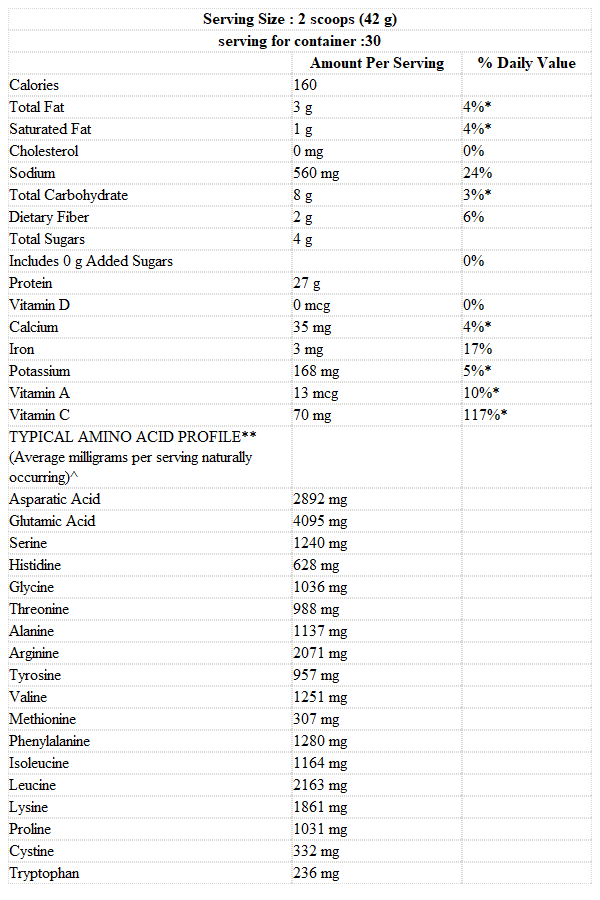 Serving Size : 2 scoops (42 g)
serving for container :30
Amount Per Serving % Daily Value
Calories 160
Total Fat 3 g 4%*
Saturated Fat 1 g 4%*
Cholesterol 0 mg 0%
Sodium 560 mg 24%
Total Carbohydrate 8 g 3%*
Dietary Fiber 2 g 6%
Total Sugars 4 g
Includes 0 g Added Sugars 0%
Protein 27 g
Vitamin D 0 mcg 0%
Calcium 35 mg 4%*
Iron 3 mg 17%
Potassium 168 mg 5%*
Vitamin A 13 mcg 10%*
Vitamin C 70 mg 117%*
TYPICAL AMINO ACID PROFILE**
(Average milligrams per serving naturally
occurring)^
Asparatic Acid 2892 mg
Glutamic Acid 4095 mg
Serine 1240 mg
Histidine 628 mg
Glycine 1036 mg
Threonine 988 mg
Alanine 1137 mg
Arginine 2071 mg
Tyrosine 957 mg
Valine 1251 mg
Methionine 307 mg
Phenylalanine 1280 mg
Isoleucine 1164 mg
Leucine 2163 mg
Lysine 1861 mg
Proline 1031 mg
Cystine 332 mg
Tryptophan 236 mg